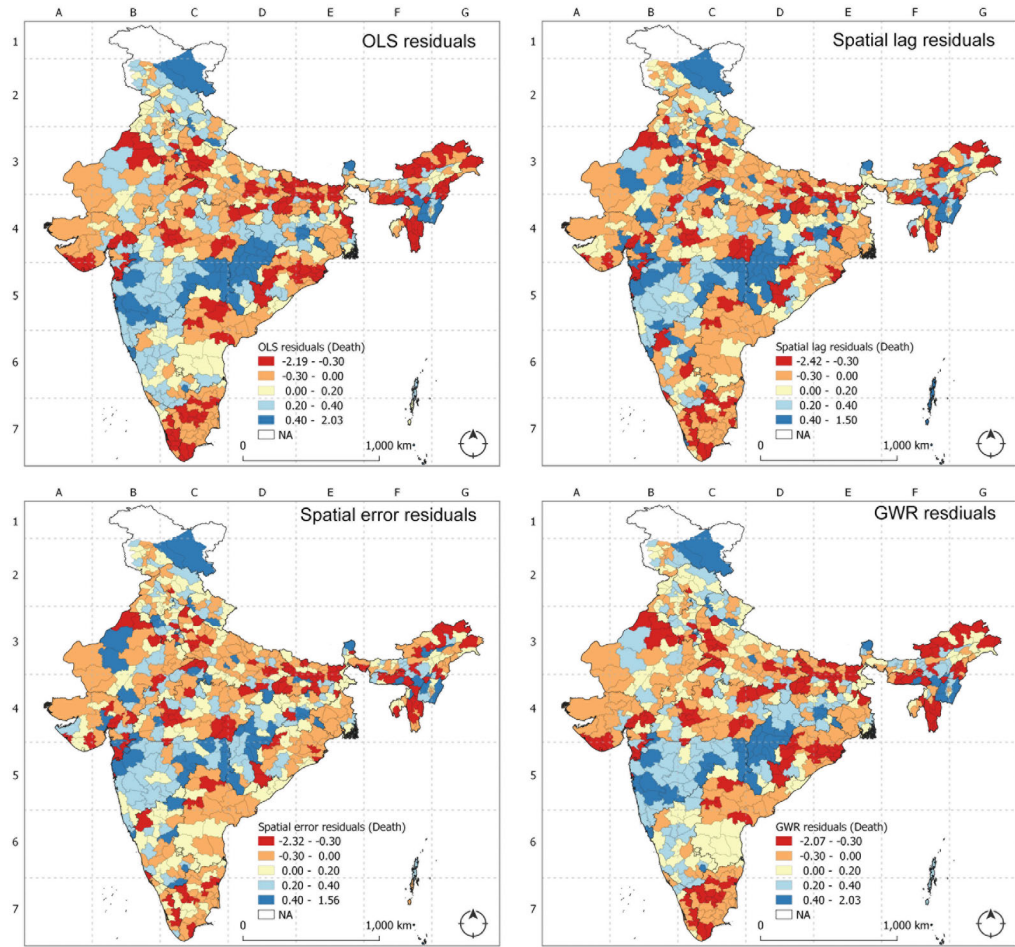 A B C D E F G
OLS residuals
1
2
3
4
5
6
7
OLS residuals (Death)
-2.19 - -0.30
-0.30 - 0.00
0.00 - 0.20
0.20 - 0.40
0.40 - 2.03
NA
0 1,000 km
A B C D E F G
Spatial lag residuals
1
2
3
4
5
6
7
Spatial lag residuals (Death)
-2.42 - -0.30
-0.30 - 0.00
0.00 - 0.20
0.20 - 0.40
0.40 - 1.50
NA
0 1,000 km
A B C D E F G
Spatial error residuals
1
2
3
4
5
6
7
Spatial error residuals (Death)
-2.32 - -0.30
-0.30 - 0.00
0.00 - 0.20
0.20 - 0.40
0.40 - 1.56
NA
0 1,000 km
A B C D E F G
GWR resdiuals
1
2
3
4
5
6
7
GWR residuals (Death)
-2.07 - -0.30
-0.30 - 0.00
0.00 - 0.20
0.20 - 0.40
0.40 - 2.03
NA
0 1,000 km